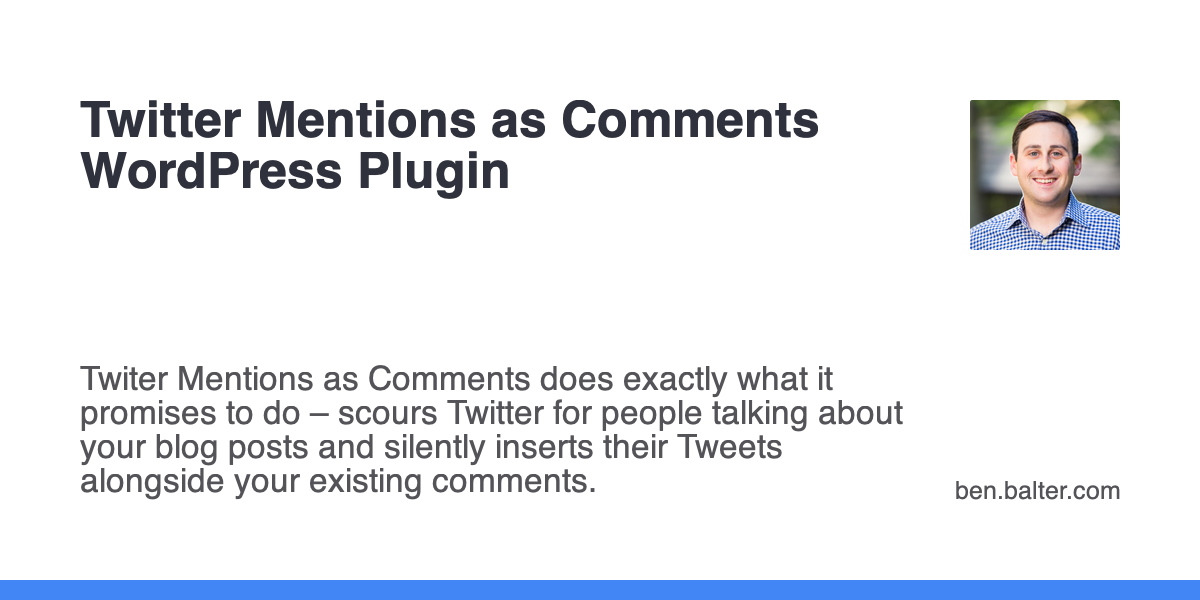 Twitter Mentions as Comments
WordPress Plugin
Twiter Mentions as Comments does exactly what it
promises to do – scours Twitter for people talking about
your blog posts and silently inserts their Tweets
alongside your existing comments.
ben.balter.com